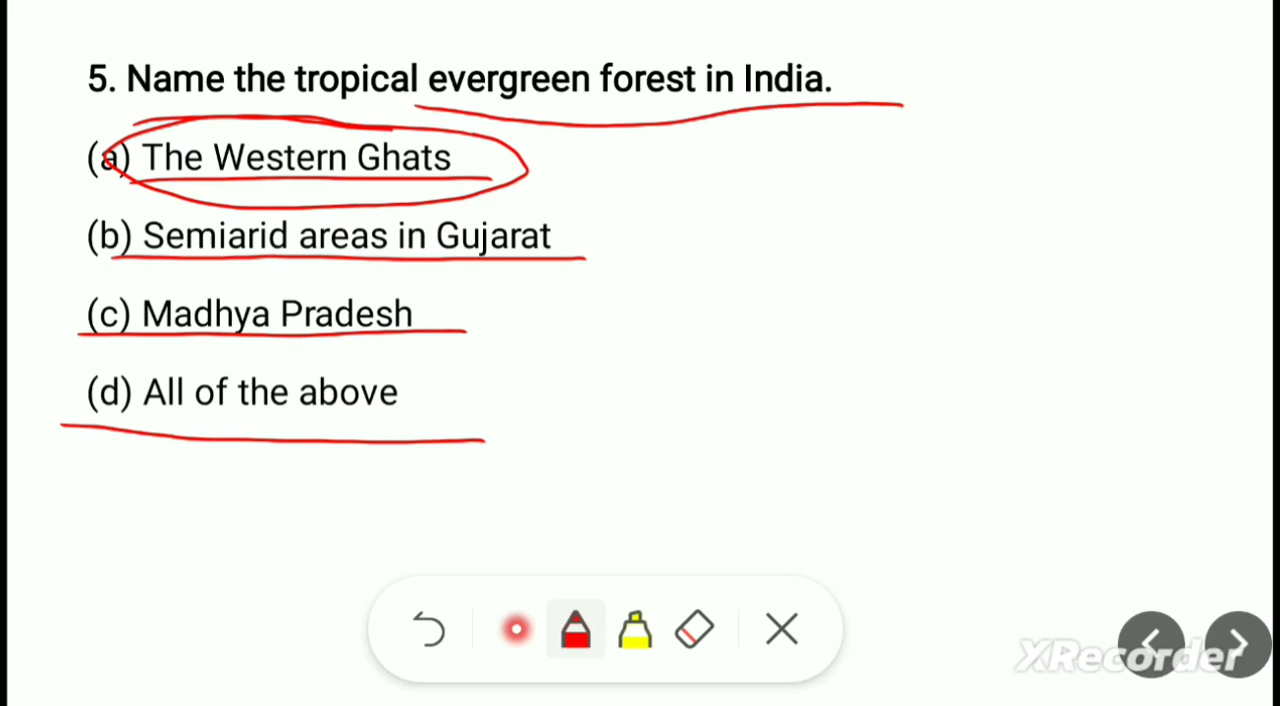 5. Name the tropical evergreen forest in India.
(a) The Western Ghats
(b) Semiarid areas in Gujarat
(c) Madhya Pradesh
(d) All of the above
XRecorder